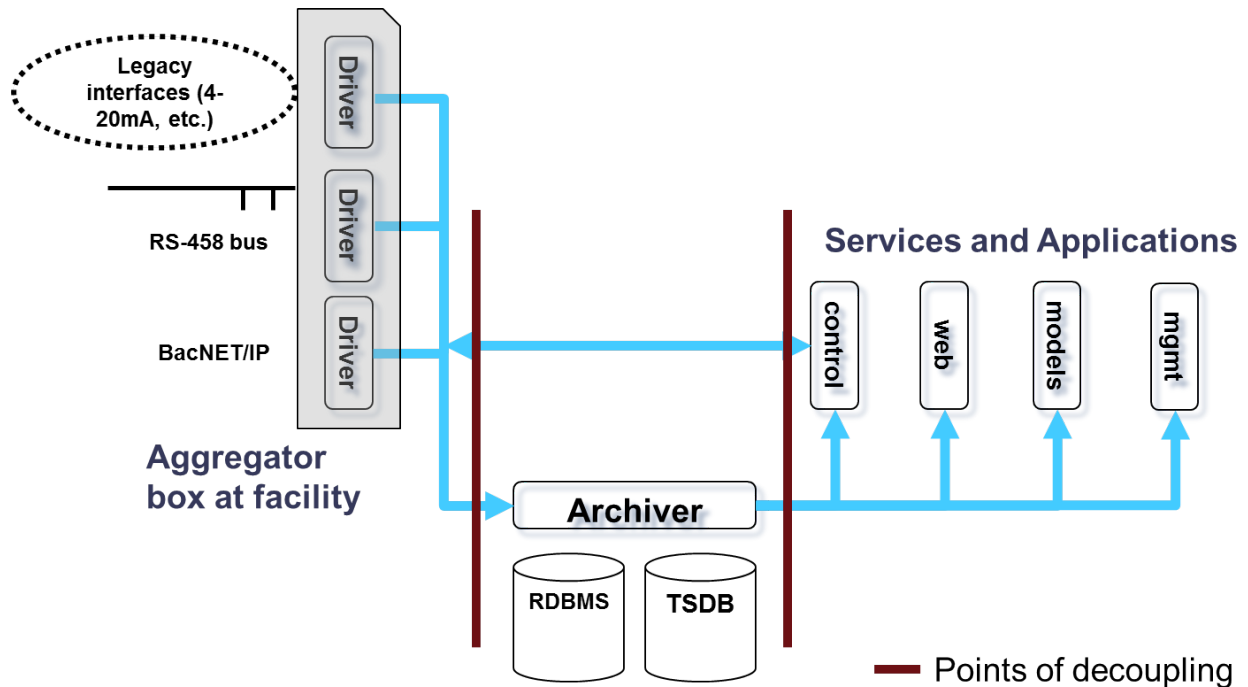 Legacy
interfaces (4-
20mA, etc.)
Driver
RS-458 bus
Driver
BacNET/IP
Driver
Aggregator
box at facility
Services and Applications
control
web
models
mgmt
Archiver
RDBMS
TSDB
Points of decoupling